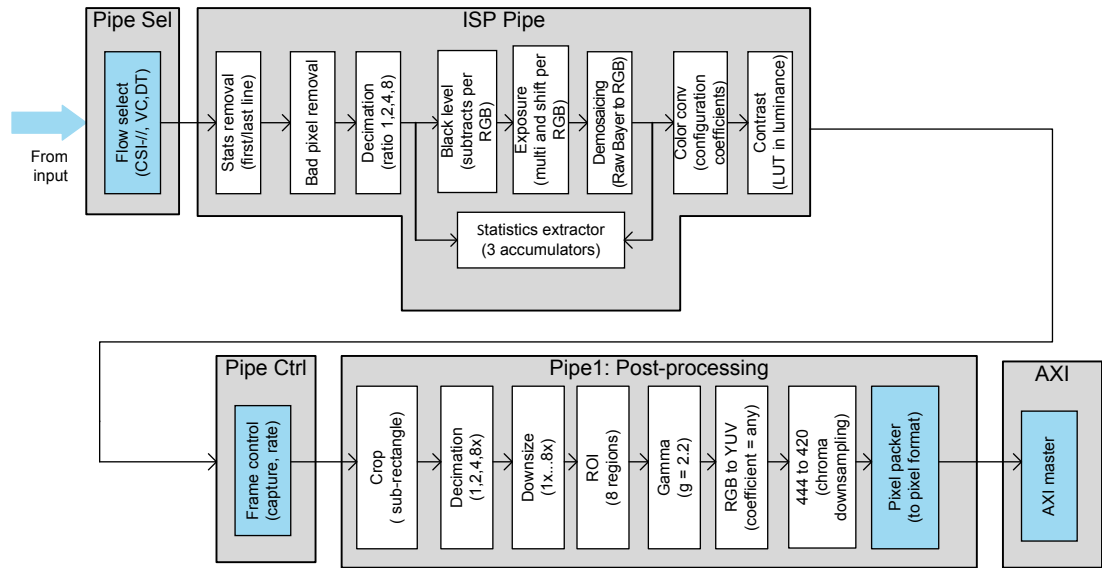 Pipe Sel
ISP Pipe
From
input
Flow select
(CSI-//, VC,DT)
Stats removal
(first/last line)
Bad pixel removal
Decimation
(ratio 1,2,4,8)
Black level
(subtracts per
RGB)
Exposure
(multi and shift per
RGB)
Demosaicing
(Raw Bayer to RGB)
Color conv
(configuration
coefficients)
Contrast
(LUT in luminance)
Statistics extractor
(3 accumulators)
Pipe Ctrl
Pipe1: Post-processing
AXI
Frame control
(capture, rate)
Crop
( sub-rectangle)
Decimation
(1,2,4,8x)
Downsize
(1x...8x)
ROI
(8 regions)
Gamma
(g = 2.2)
RGB to YUV
(coefficient = any)
444 to 420
(chroma
downsampling)
Pixel packer
(to pixel format)
AXI master